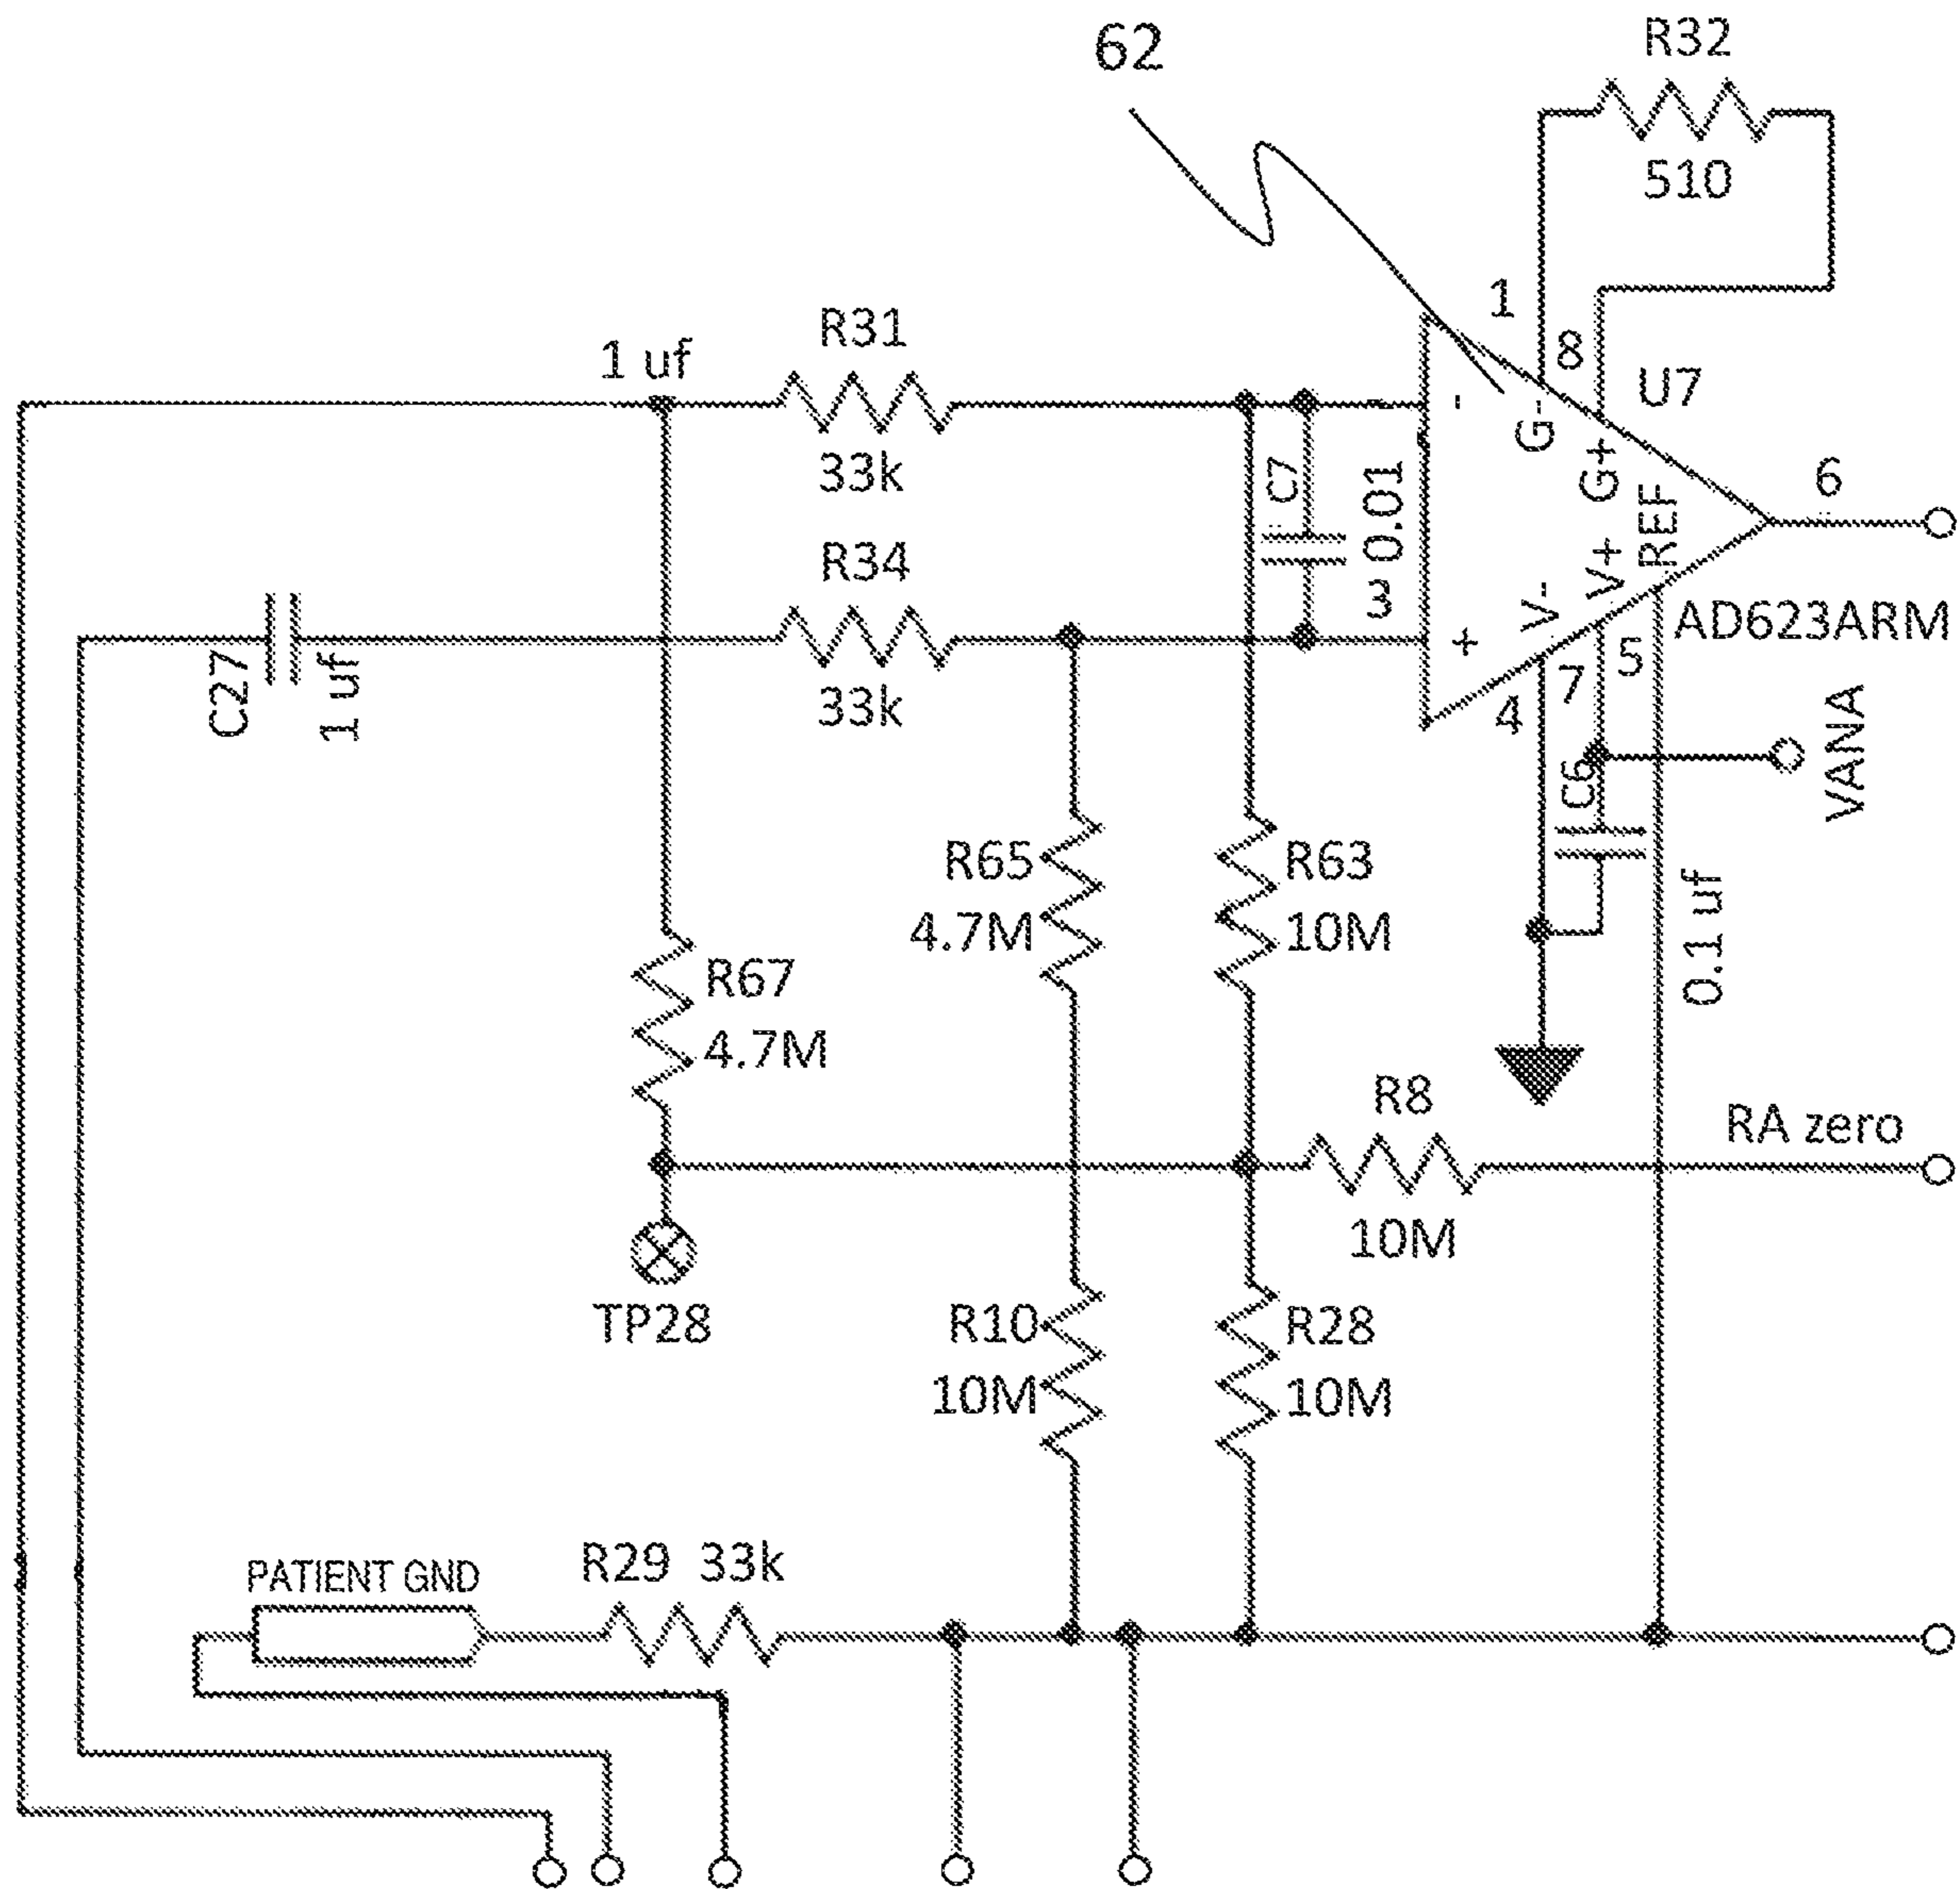 62
R32
510
1
8
U7
R31
1 uf
33k
-
G-
G+
6
C7
0.01
REF
R34
3
V+
V-
AD623ARM
+
5
7
4
33k
C27
1 uf
VANA
C6
R65
4.7M
R63
10M
0.1 uf
R67
4.7M
R8
RA zero
10M
TP28
R10
10M
R28
10M
PATIENT GND
R29 33k